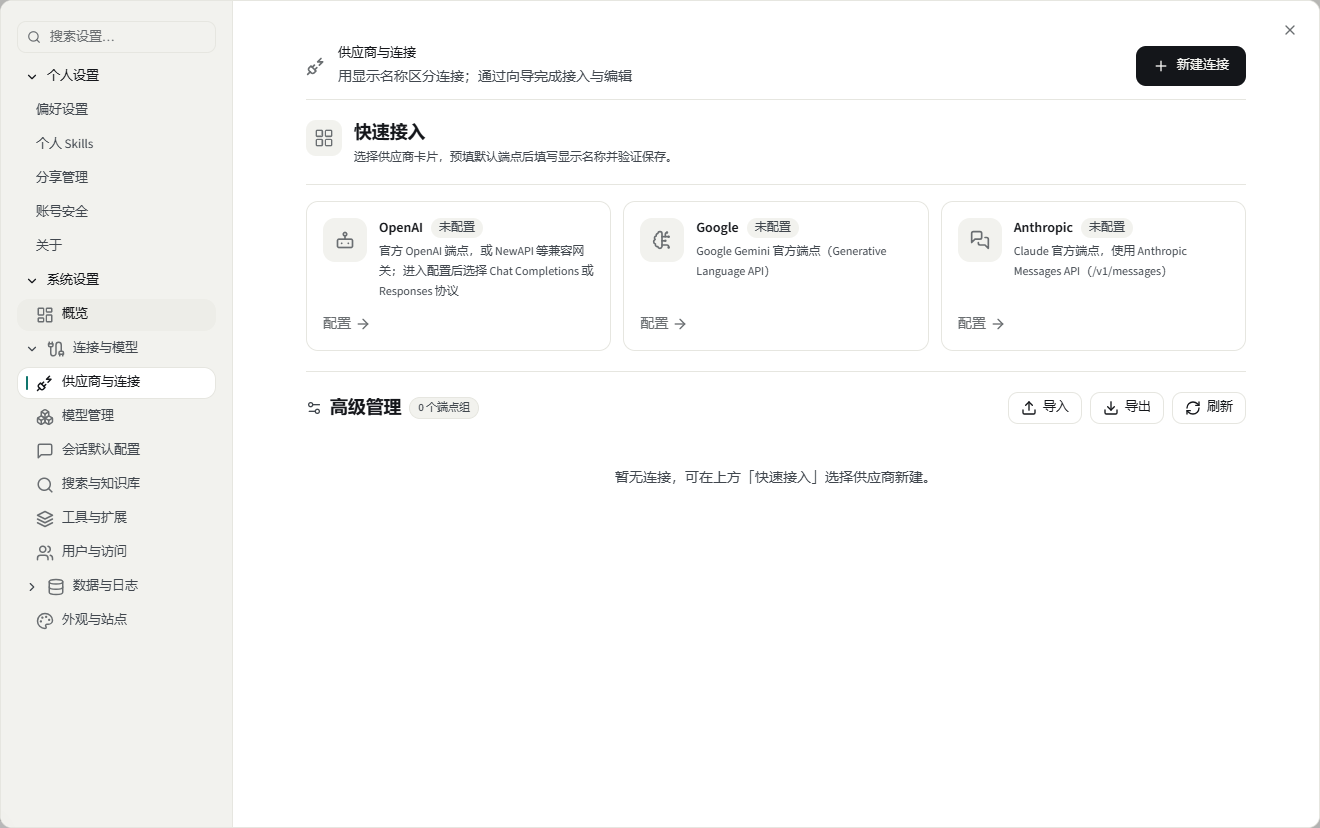 搜索设置…
个人设置
偏好设置
个人 Skills
分享管理
账号安全
关于
系统设置
概览
连接与模型
供应商与连接
模型管理
会话默认配置
搜索与知识库
工具与扩展
用户与访问
数据与日志
外观与站点
供应商与连接
用显示名称区分连接；通过向导完成接入与编辑
新建连接
快速接入
选择供应商卡片，预填默认端点后填写显示名称并验证保存。
OpenAI 未配置
官方 OpenAI 端点，或 NewAPI 等兼容网
关；进入配置后选择 Chat Completions 或
Responses 协议
配置
Google 未配置
Google Gemini 官方端点（Generative
Language API）
配置
Anthropic 未配置
Claude 官方端点，使用 Anthropic
Messages API（/v1/messages）
配置
高级管理 0 个端点组
导入 导出 刷新
暂无连接，可在上方「快速接入」选择供应商新建。